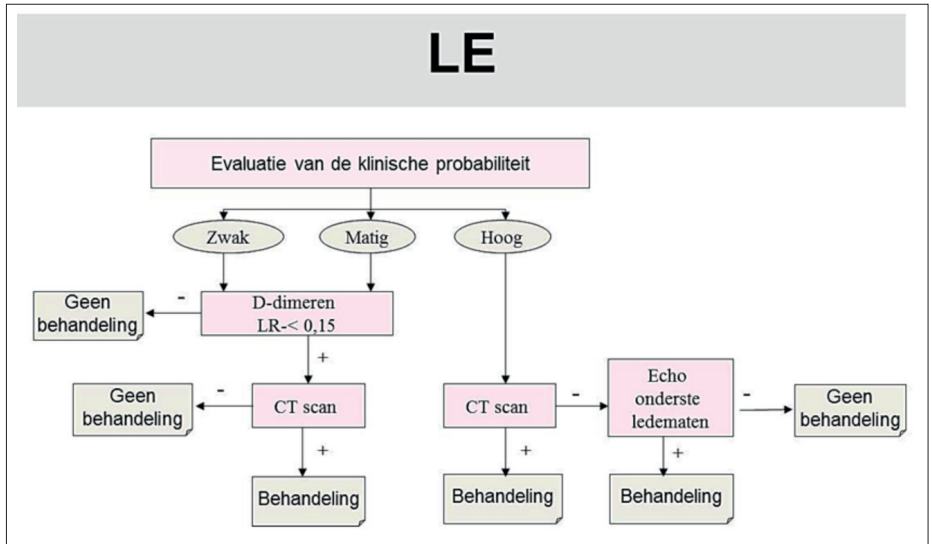 LE
Evaluatie van de klinische probabiliteit
Zwak
Matig
Hoog
Geen
behandeling
-
D-dimeren
LR-< 0,15
+
Geen
behandeling
-
CT scan
+
Behandeling
CT scan
-
+
Behandeling
Echo
onderste
ledematen
-
+
Behandeling
Geen
behandeling